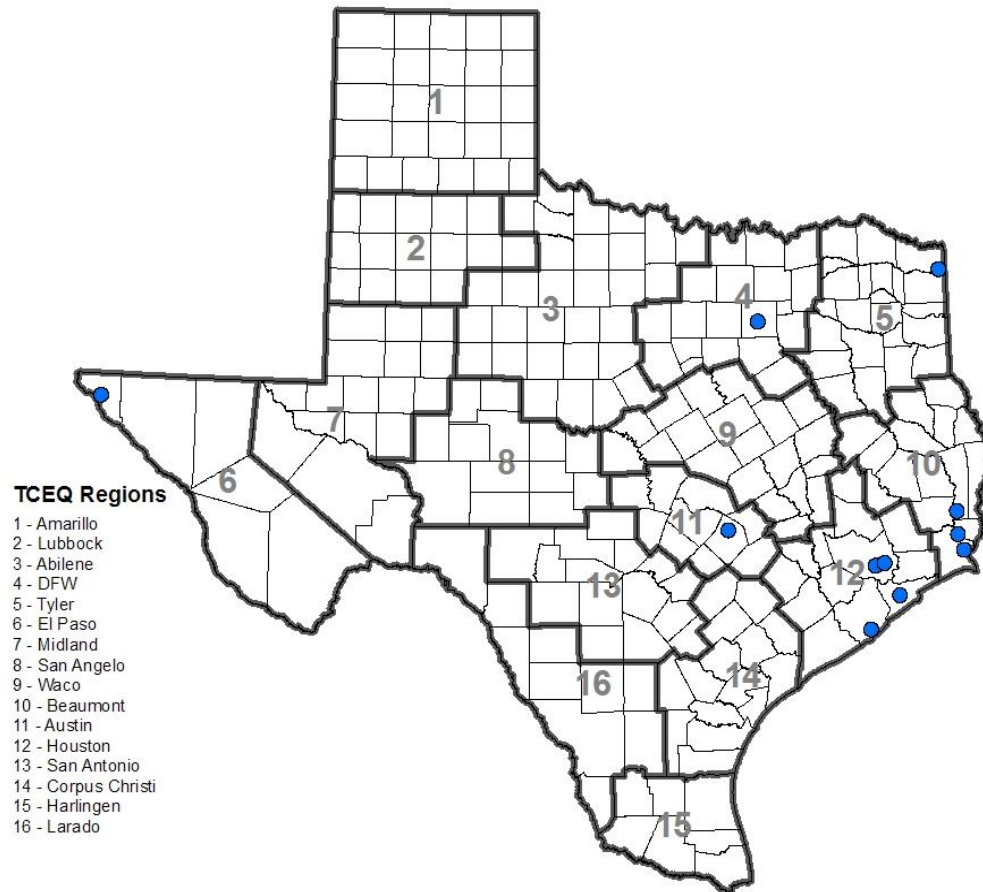 1
2
3
4
5
6
7
8
9
10
11
12
13
14
15
16
TCEQ Regions
1 - Amarillo
2 - Lubbock
3 - Abilene
4 - DFW
5 - Tyler
6 - El Paso
7 - Midland
8 - San Angelo
9 - Waco
10 - Beaumont
11 - Austin
12 - Houston
13 - San Antonio
14 - Corpus Christi
15 - Harlingen
16 - Larado